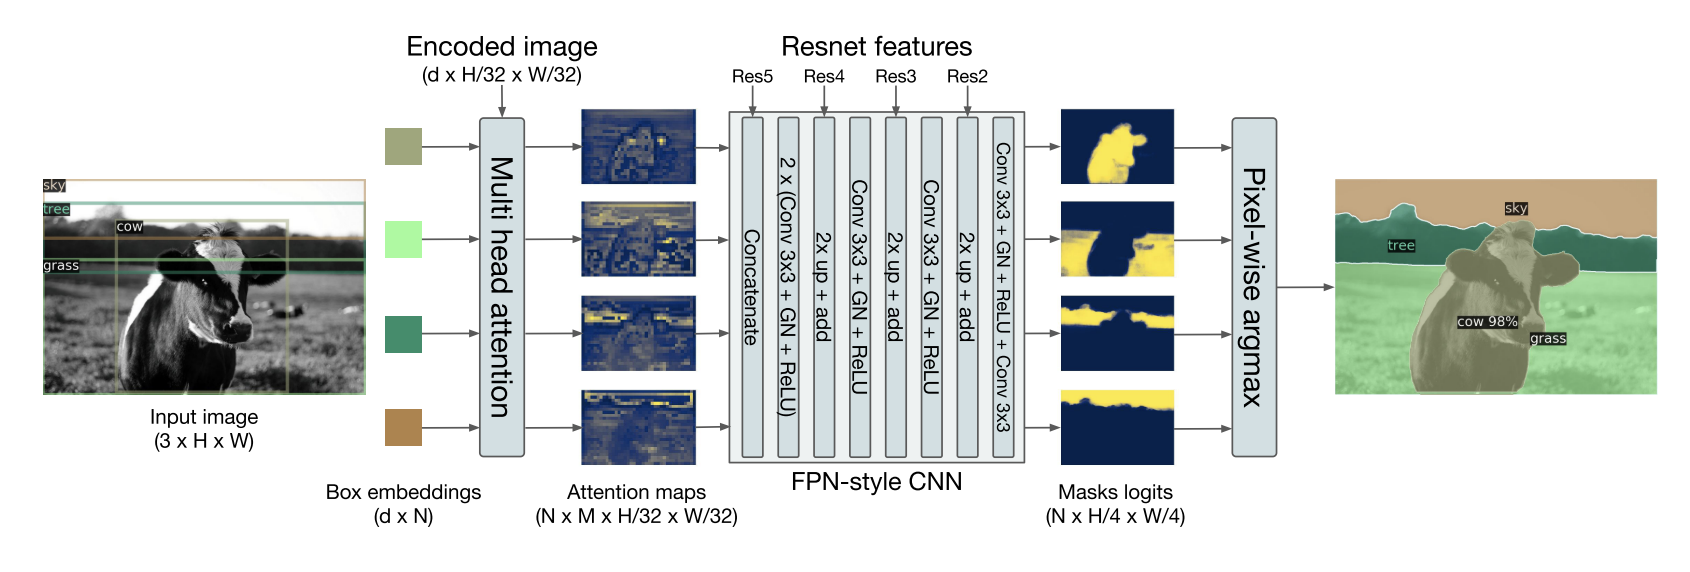 Encoded image
(d x H/32 x W/32)
Resnet features
Res5
Res4
Res3
Res2
sky
tree
cow
grass
Input image
(3 x H x W)
Box embeddings
(d x N)
Multi head attention
Attention maps
(N x M x H/32 x W/32)
Concatenate
2 x (Conv 3x3 + GN + ReLU)
2x up + add
Conv 3x3 + GN + ReLU
2x up + add
Conv 3x3 + GN + ReLU
2x up + add
Conv 3x3 + GN + ReLU + Conv 3x3
FPN-style CNN
Masks logits
(N x H/4 x W/4)
Pixel-wise argmax
sky
tree
cow 98%
grass